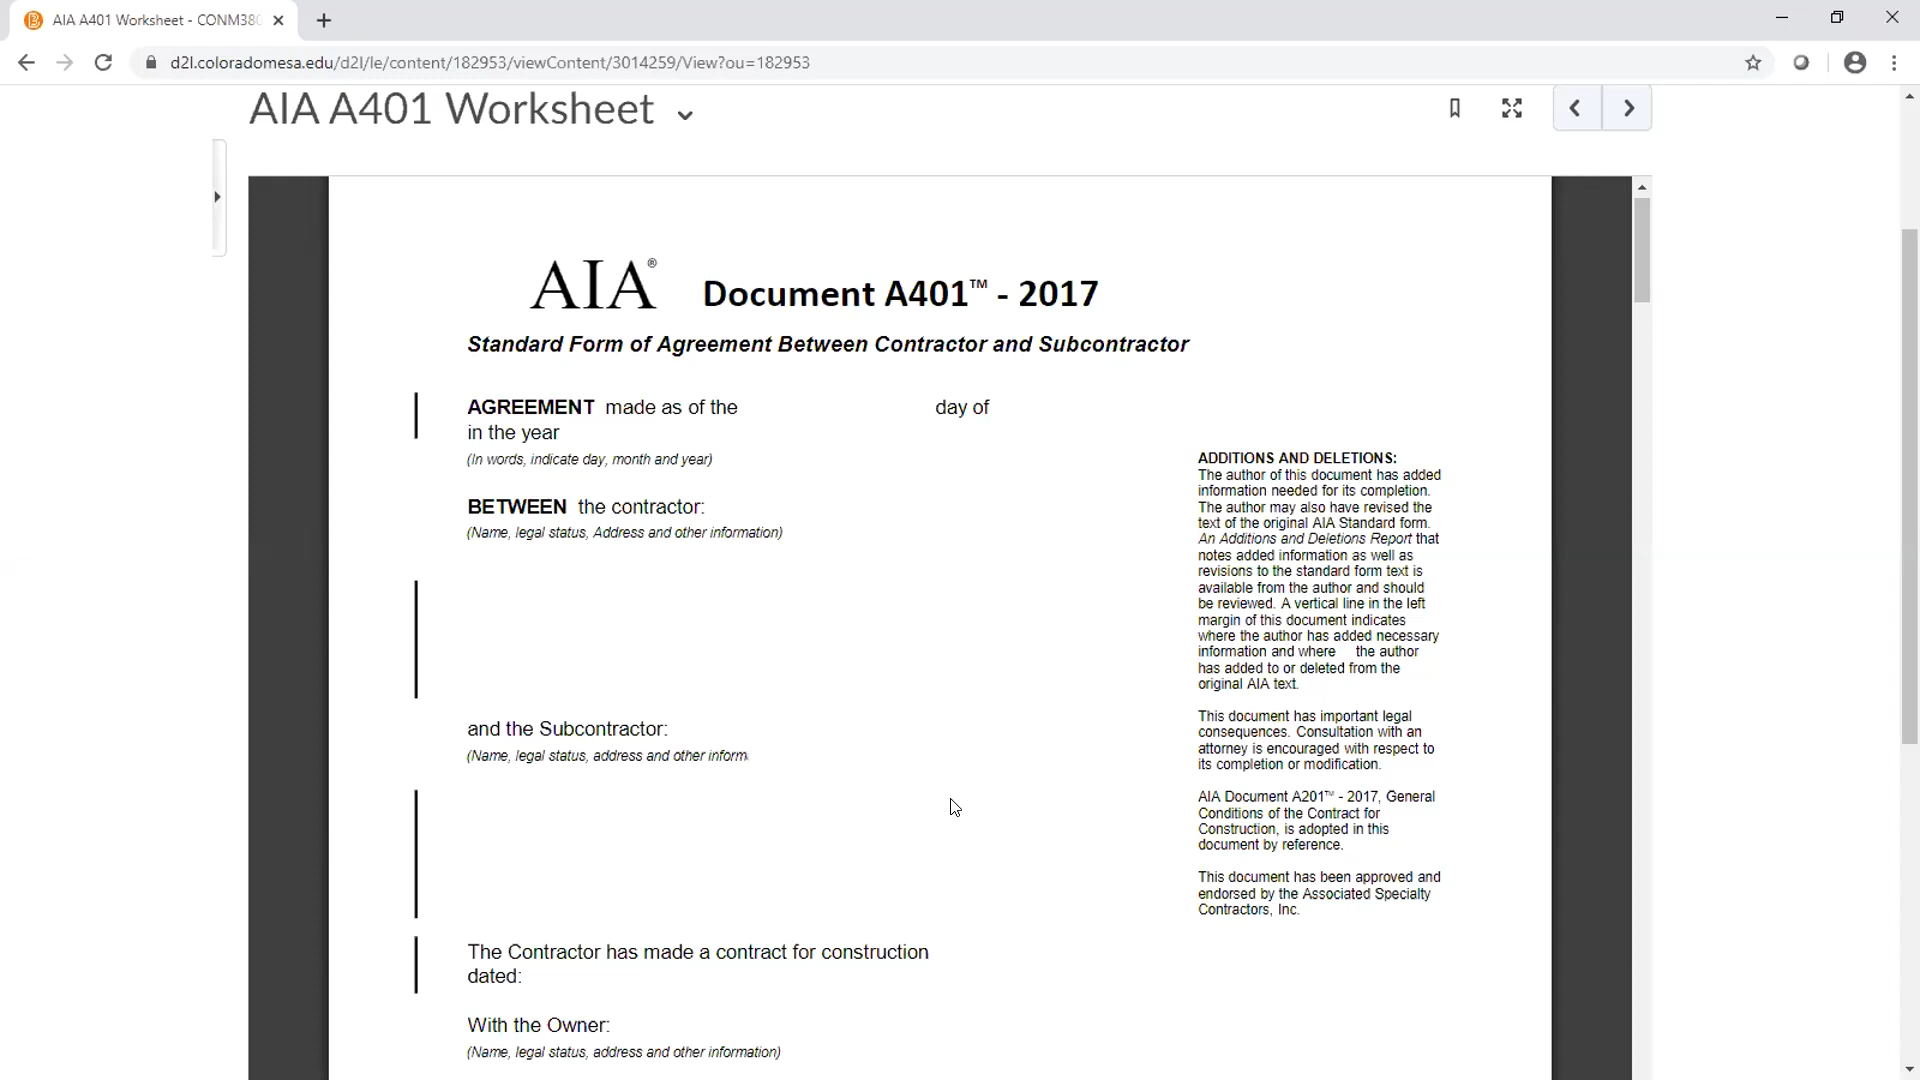 AIA A401 Worksheet - CONM380
d2l.coloradomesa.edu/d2l/le/content/182953/viewContent/3014259/View?ou=182953
AIA A401 Worksheet
AIA® Document A401™ - 2017
Standard Form of Agreement Between Contractor and Subcontractor
AGREEMENT made as of the day of
in the year
(In words, indicate day, month and year)
BETWEEN the contractor:
(Name, legal status, Address and other information)
and the Subcontractor:
(Name, legal status, address and other inform
The Contractor has made a contract for construction
dated:
With the Owner:
(Name, legal status, address and other information)
ADDITIONS AND DELETIONS:
The author of this document has added
information needed for its completion.
The author may also have revised the
text of the original AIA Standard form.
An Additions and Deletions Report that
notes added information as well as
revisions to the standard form text is
available from the author and should
be reviewed. A vertical line in the left
margin of this document indicates
where the author has added necessary
information and where the author
has added to or deleted from the
original AIA text.
This document has important legal
consequences. Consultation with an
attorney is encouraged with respect to
its completion or modification.
AIA Document A201™ - 2017, General
Conditions of the Contract for
Construction, is adopted in this
document by reference.
This document has been approved and
endorsed by the Associated Specialty
Contractors, Inc.